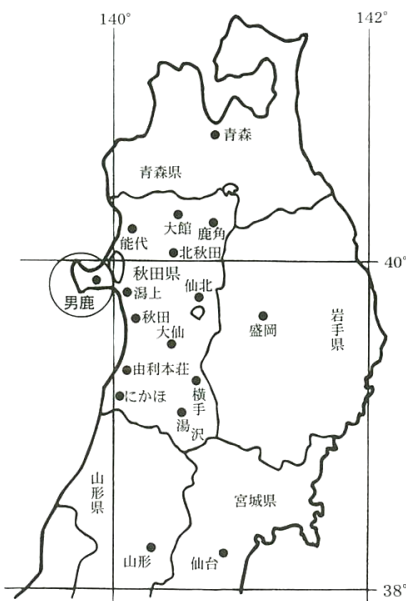 140°
142°
青森
青森県
大館
鹿角
能代
北秋田
40°
秋田県
男鹿
潟上
仙北
秋田
大仙
盛岡
岩手県
由利本荘
にかほ
横手
湯沢
山形県
宮城県
山形
仙台
38°